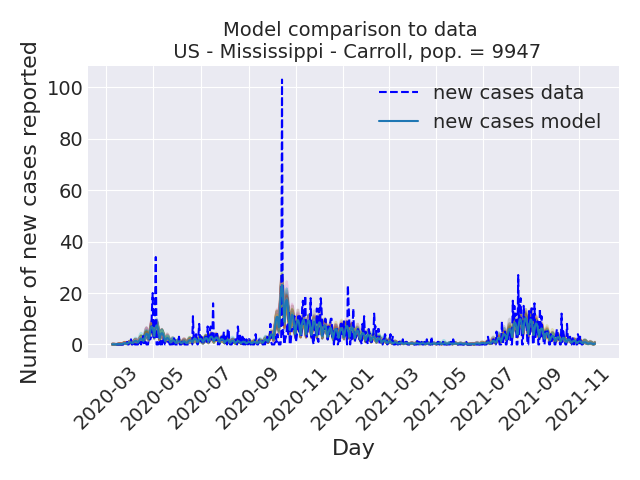 Model comparison to data
US - Mississippi - Carroll, pop. = 9947
Number of new cases reported
100
80
60
40
20
0
new cases data
new cases model
2020-03
2020-05
2020-07
2020-09
2020-11
2021-01
2021-03
2021-05
2021-07
2021-09
2021-11
Day